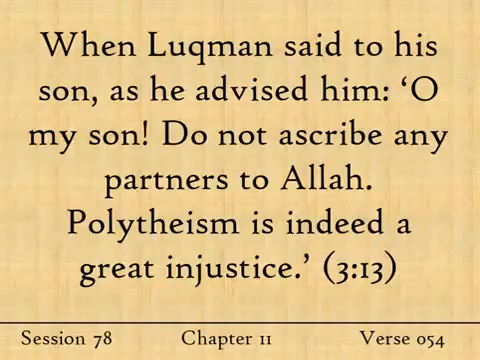 When Luqman said to his
son, as he advised him: ‘O
my son! Do not ascribe any
partners to Allah.
Polytheism is indeed a
great injustice.’ (3:13)
Session 78 Chapter 11 Verse 054